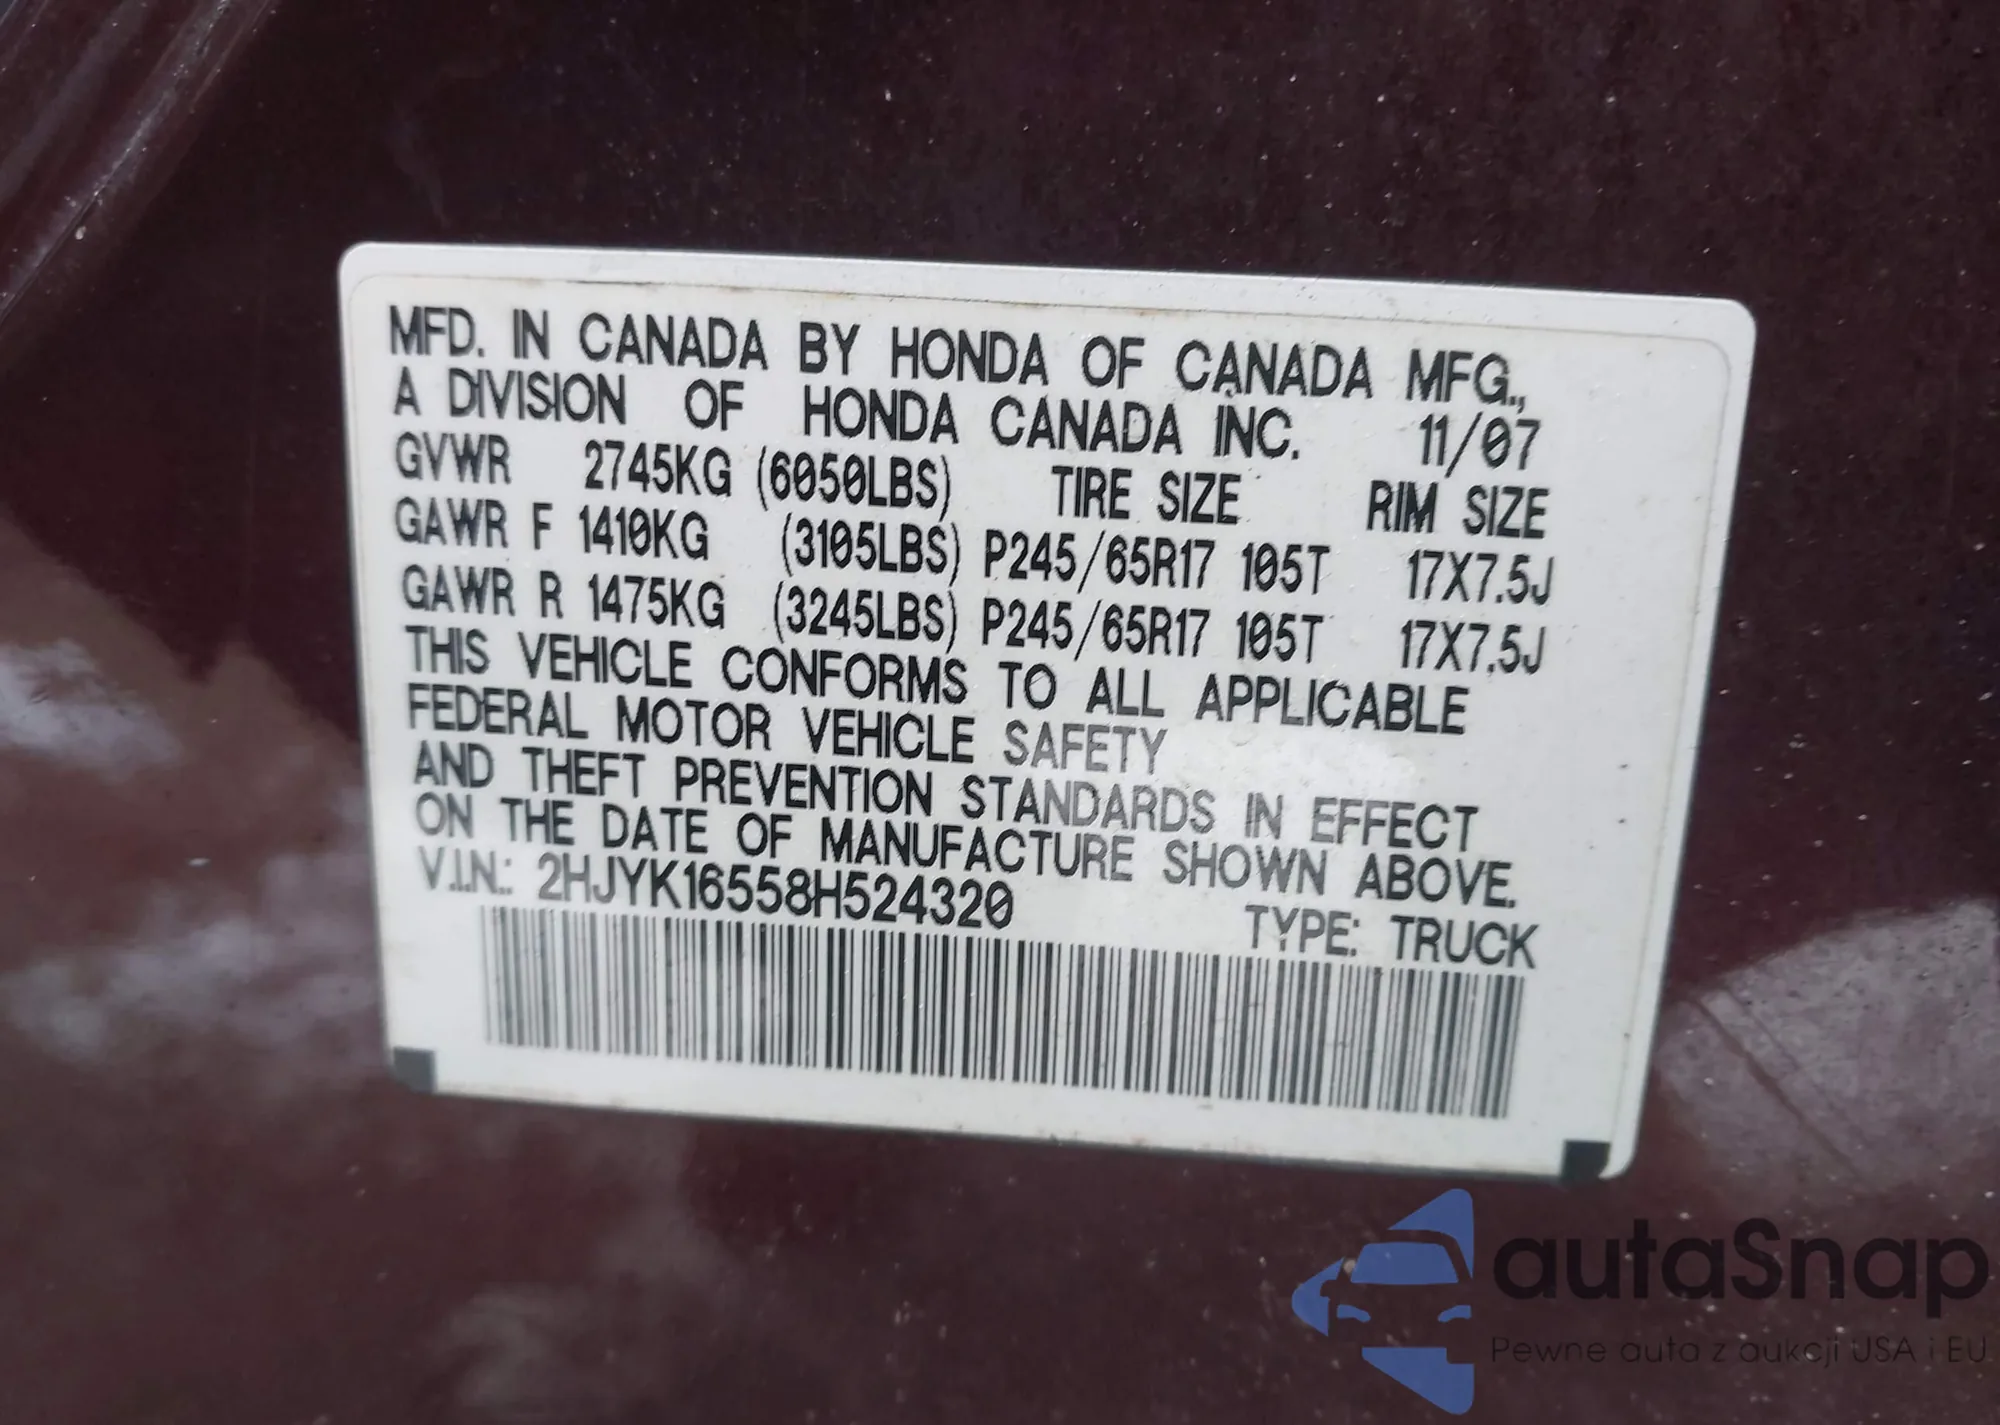 MFD. IN CANADA BY HONDA OF CANADA MFG.,
A DIVISION OF HONDA CANADA INC. 11/07
GVWR 2745KG (6050LBS) TIRE SIZE RIM SIZE
GAWR F 1410KG (3105LBS) P245/65R17 105T 17X7.5J
GAWR R 1475KG (3245LBS) P245/65R17 105T 17X7.5J
THIS VEHICLE CONFORMS TO ALL APPLICABLE
FEDERAL MOTOR VEHICLE SAFETY
AND THEFT PREVENTION STANDARDS IN EFFECT
ON THE DATE OF MANUFACTURE SHOWN ABOVE.
V.I.N.: 2HJYK16558H524320 TYPE: TRUCK
autaSnap
Pewne auta z aukcji USA i EU